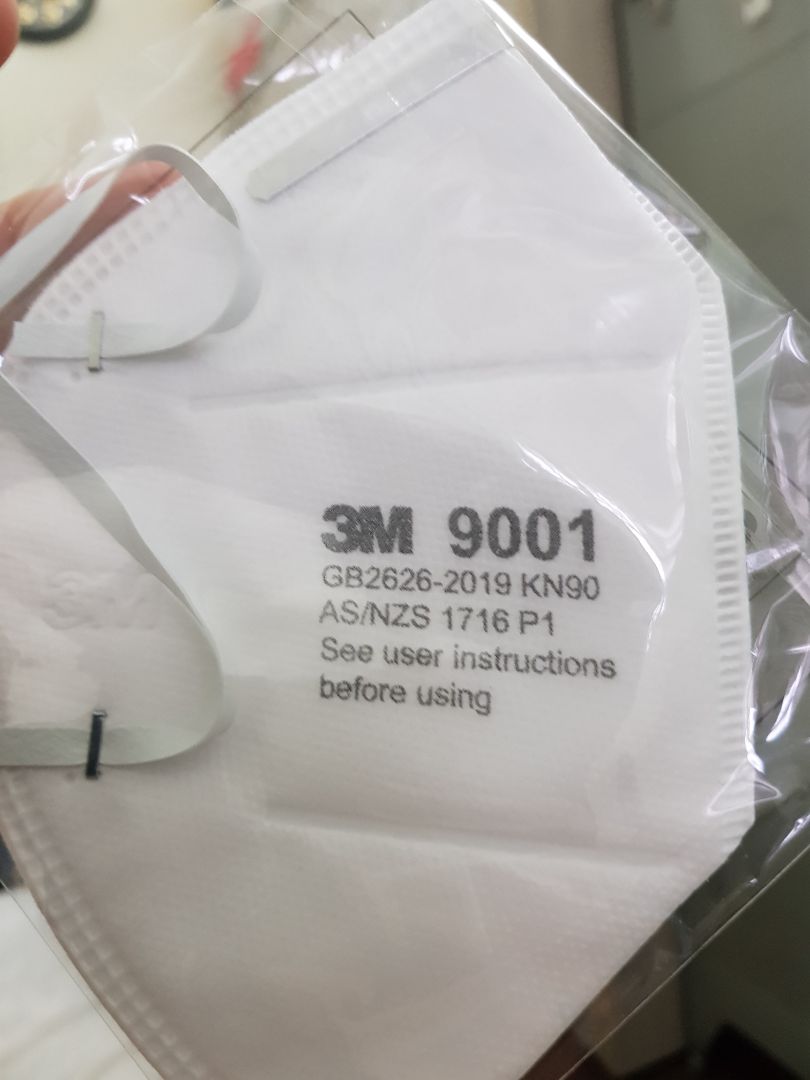 3M 9001
GB2626-2019 KN90
AS/NZS 1716 P1
See user instructions
before using